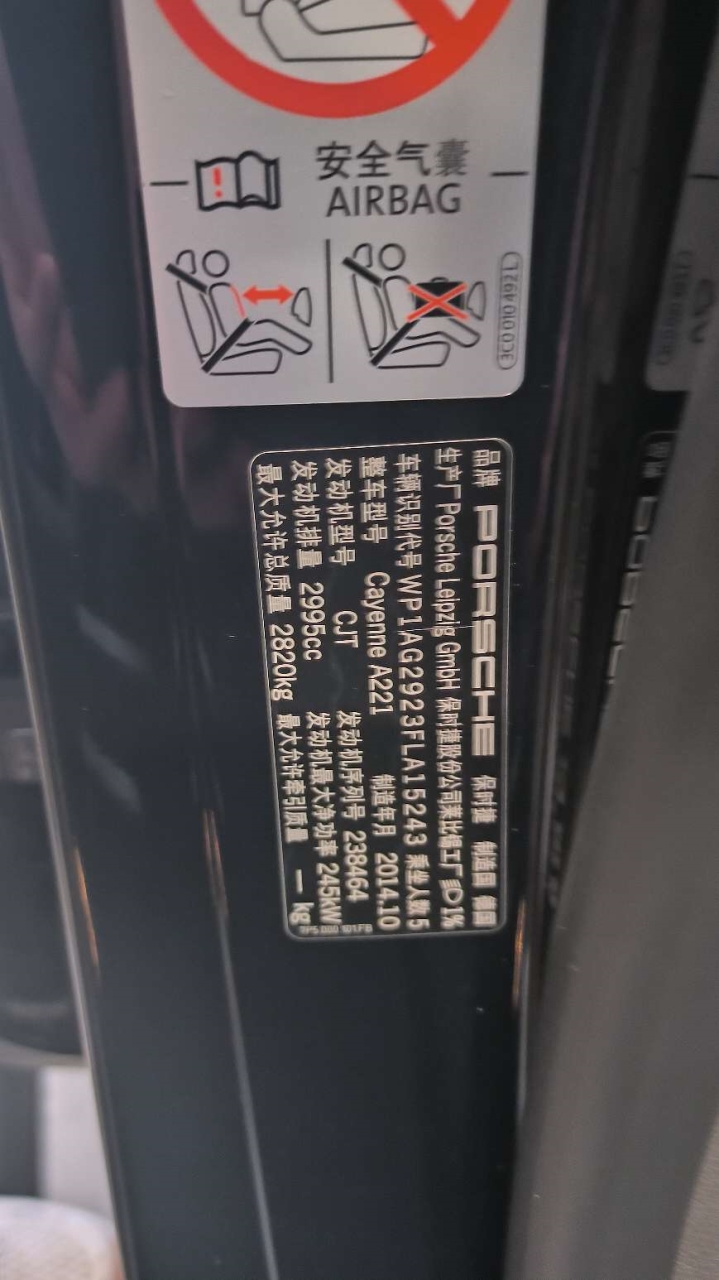 安全气囊
AIRBAG
3C0 010 492 L
品牌 PORSCHE 保时捷 制造国 德国
生产厂 Porsche Leipzig GmbH 保时捷股份公司莱比锡工厂 1%
车辆识别代号 WP1AG2923FLA15243 乘坐人数 5
整车型号 Cayenne A221 制造年月 2014.10
发动机型号 CJT 发动机序列号 238464
发动机排量 2995cc 发动机最大净功率 245kW
最大允许总质量 2820kg 最大允许牵引质量 — kg